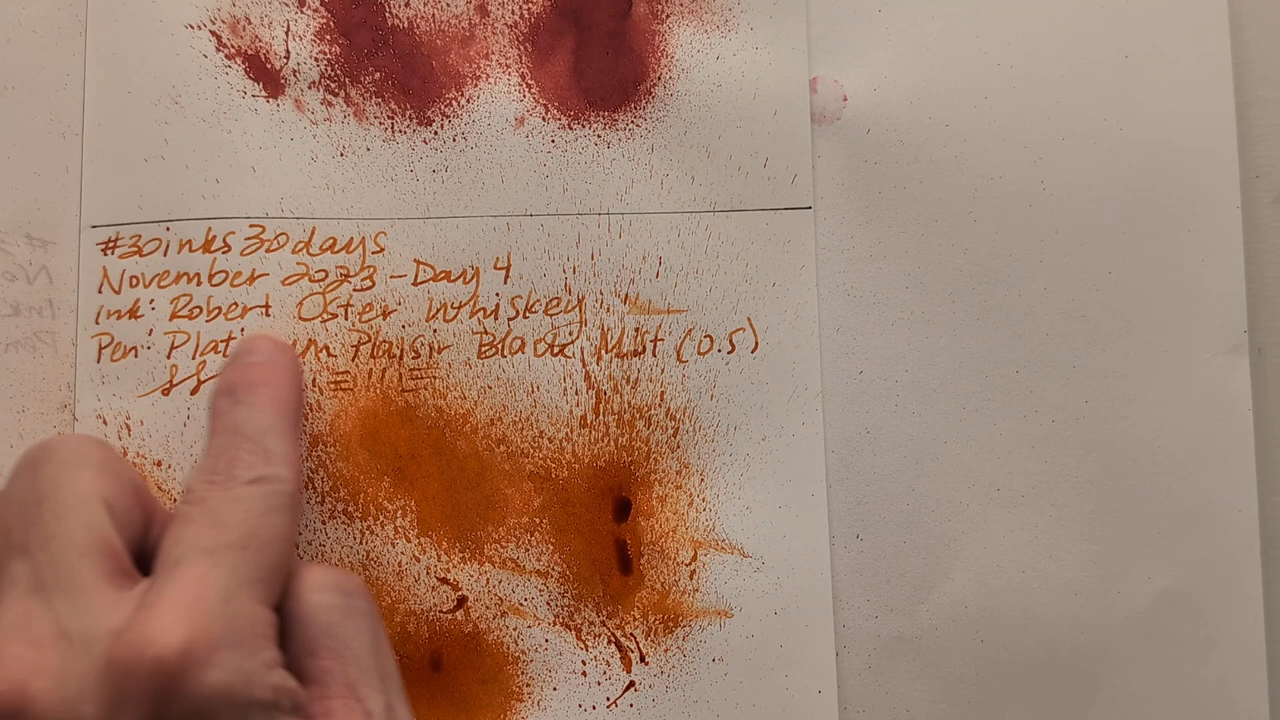 #30inks30days
November 2023 - Day 4
Ink: Robert Oster Whiskey
Pen: Platinum Plaisir Black Mist (0.5)